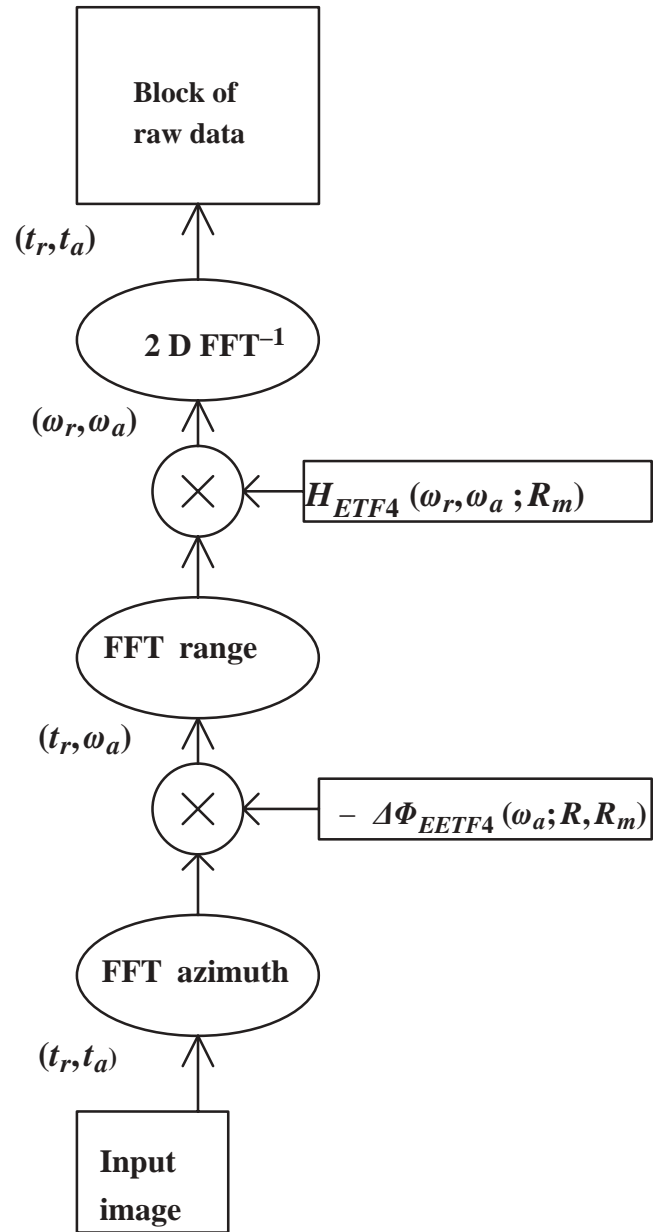 Block of
raw data
(t_r,t_a)
2 D FFT⁻¹
(ω_r,ω_a)
×
H_ETF4 (ω_r,ω_a ; R_m)
FFT range
(t_r,ω_a)
×
– ΔΦ_EETF4 (ω_a; R, R_m)
FFT azimuth
(t_r,t_a)
Input
image